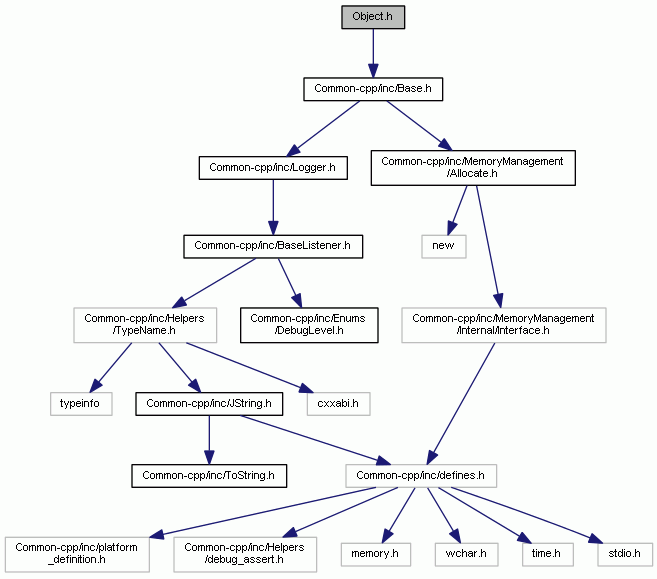 Object.h
Common-cpp/inc/Base.h
Common-cpp/inc/Logger.h
Common-cpp/inc/MemoryManagement
/Allocate.h
Common-cpp/inc/BaseListener.h
new
Common-cpp/inc/Helpers
/TypeName.h
Common-cpp/inc/Enums
/DebugLevel.h
Common-cpp/inc/MemoryManagement
/Internal/Interface.h
typeinfo
Common-cpp/inc/JString.h
cxxabi.h
Common-cpp/inc/ToString.h
Common-cpp/inc/defines.h
Common-cpp/inc/platform
_definition.h
Common-cpp/inc/Helpers
/debug_assert.h
memory.h
wchar.h
time.h
stdio.h